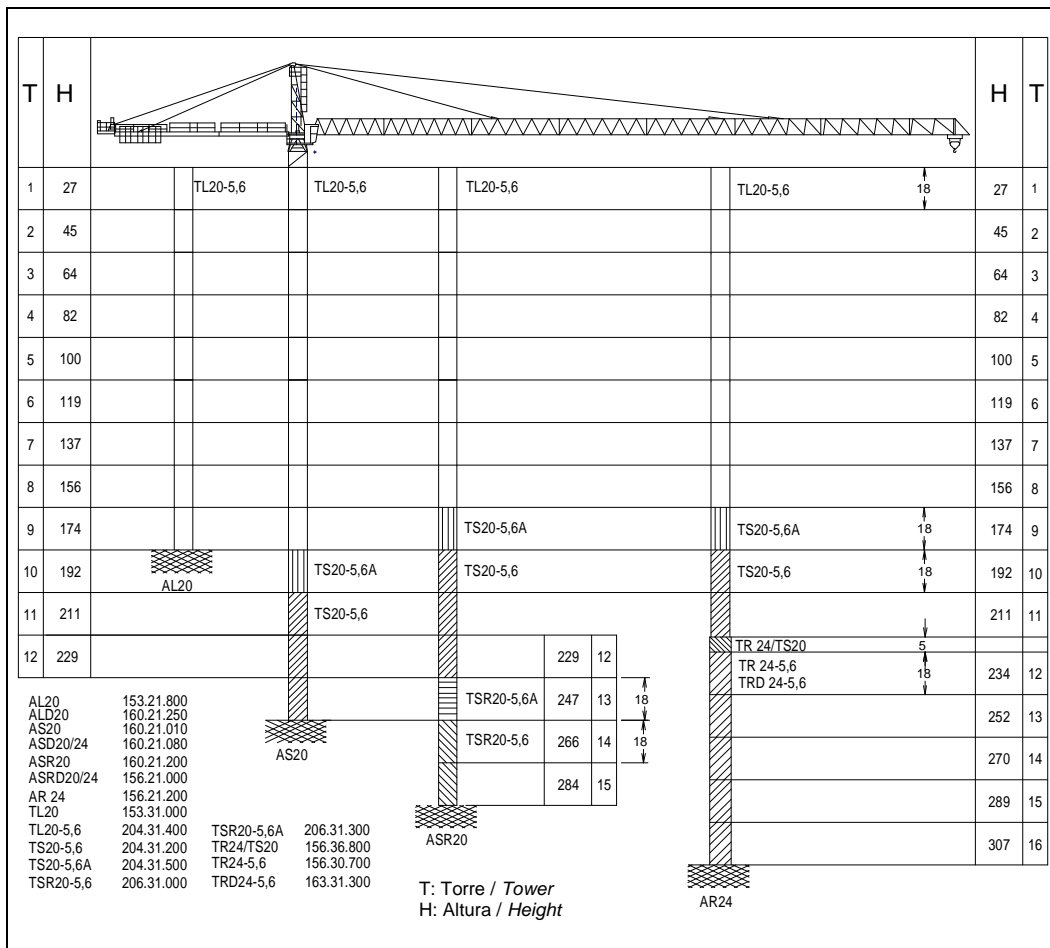 T H H T
1 27 TL20-5,6 TL20-5,6 TL20-5,6 TL20-5,6 18 27 1
2 45 45 2
3 64 64 3
4 82 82 4
5 100 100 5
6 119 119 6
7 137 137 7
8 156 156 8
9 174 TS20-5,6A TS20-5,6A 18 174 9
10 192 AL20 TS20-5,6A TS20-5,6 TS20-5,6 18 192 10
11 211 TS20-5,6 211 11
12 229 229 12 TR 24/TS20 5
TR 24-5,6 18 234 12
TRD 24-5,6
TSR20-5,6A 247 13 18 252 13
AS20 TSR20-5,6 266 14 18 270 14
284 15 289 15
ASR20 307 16
AR24
AL20 153.21.800
ALD20 160.21.250
AS20 160.21.010
ASD20/24 160.21.080
ASR20 160.21.200
ASRD20/24 156.21.000
AR 24 156.21.200
TL20 153.31.000
TL20-5,6 204.31.400 TSR20-5,6A 206.31.300
TS20-5,6 204.31.200 TR24/TS20 156.36.800
TS20-5,6A 204.31.500 TR24-5,6 156.30.700
TSR20-5,6 206.31.000 TRD24-5,6 163.31.300
T: Torre / Tower
H: Altura / Height